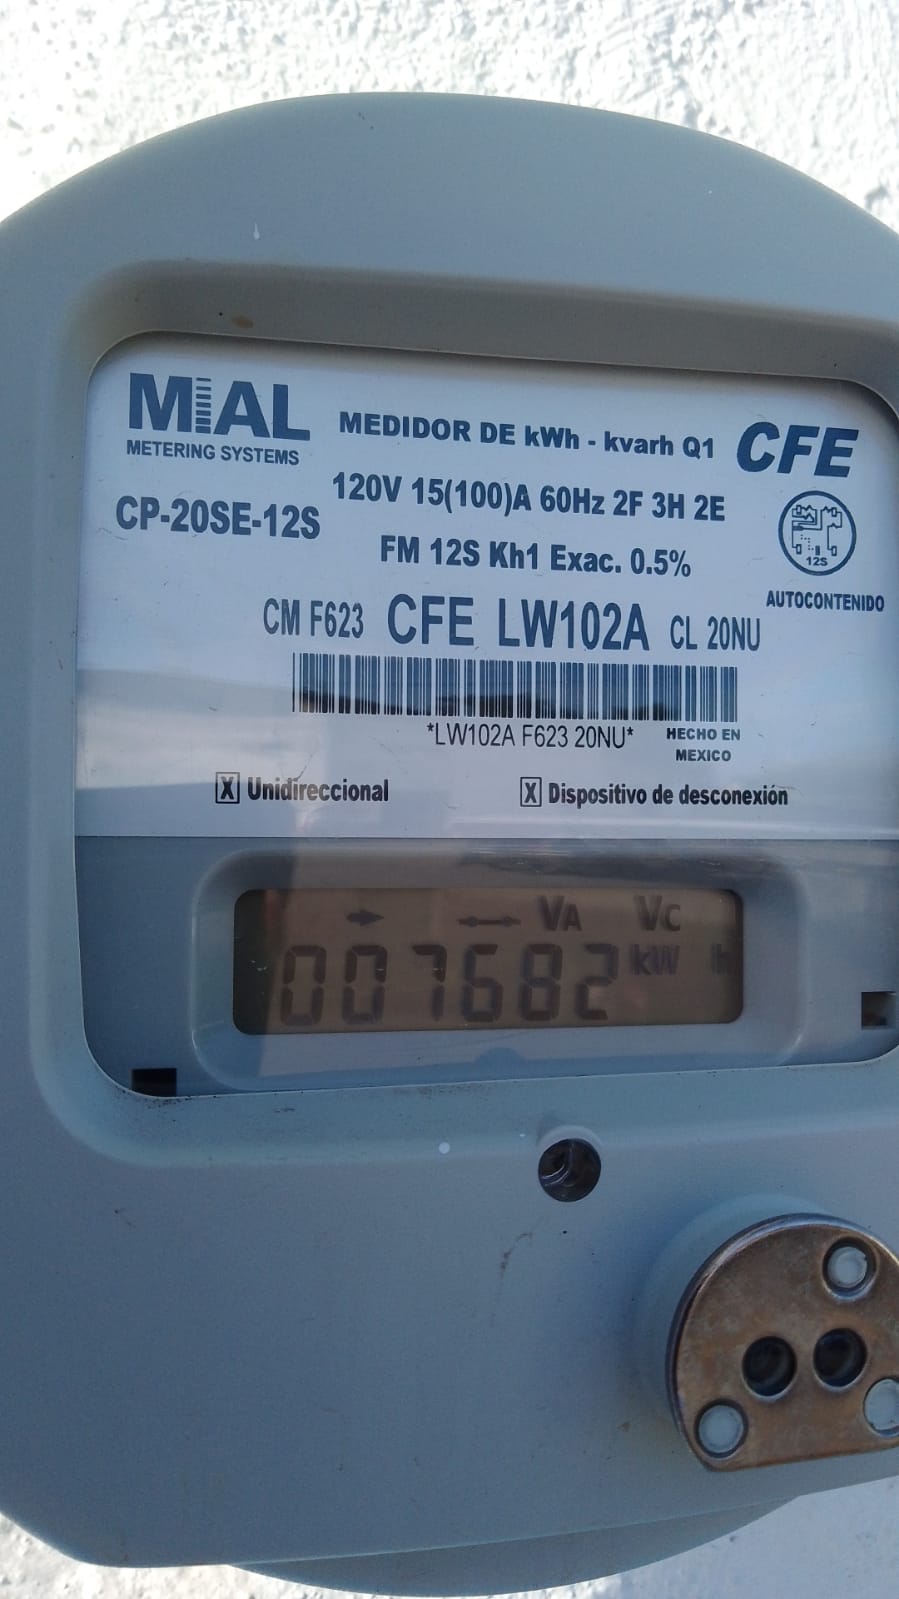 MIAL
METERING SYSTEMS
MEDIDOR DE kWh - kvarh Q1
CFE
CP-20SE-12S
120V 15(100)A 60Hz 2F 3H 2E
FM 12S Kh1 Exac. 0.5%
12S
AUTOCONTENIDO
CM F623 CFE LW102A CL 20NU
*LW102A F623 20NU*
HECHO EN
MEXICO
X Unidireccional
X Dispositivo de desconexión
VA VC
007682 kW h